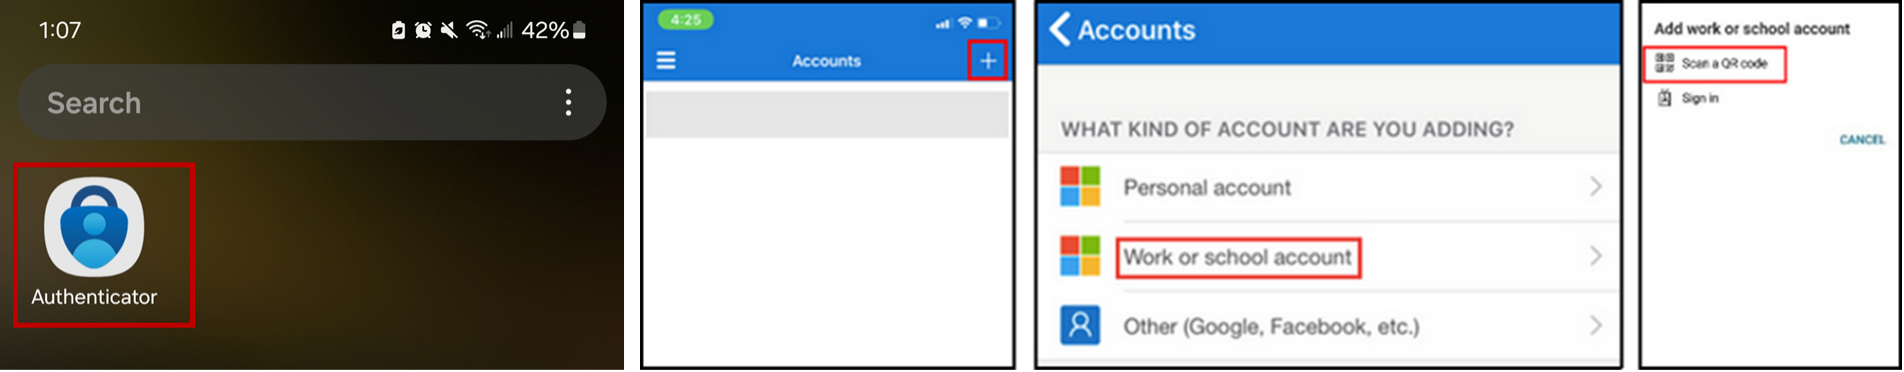 1:07 42%
Search
Authenticator
4:25
Accounts
Accounts
WHAT KIND OF ACCOUNT ARE YOU ADDING?
Personal account
Work or school account
Other (Google, Facebook, etc.)
Add work or school account
Scan a QR code
Sign in
CANCEL